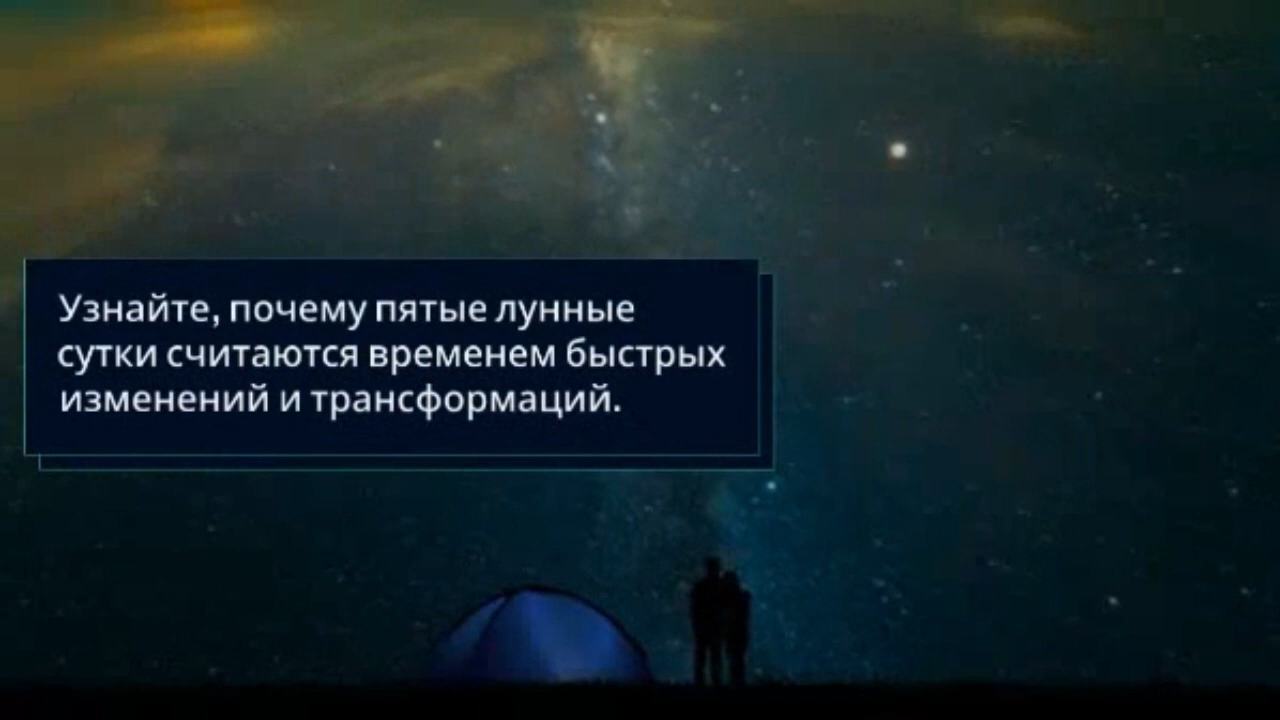 Узнайте, почему пятые лунные
сутки считаются временем быстрых
изменений и трансформаций.